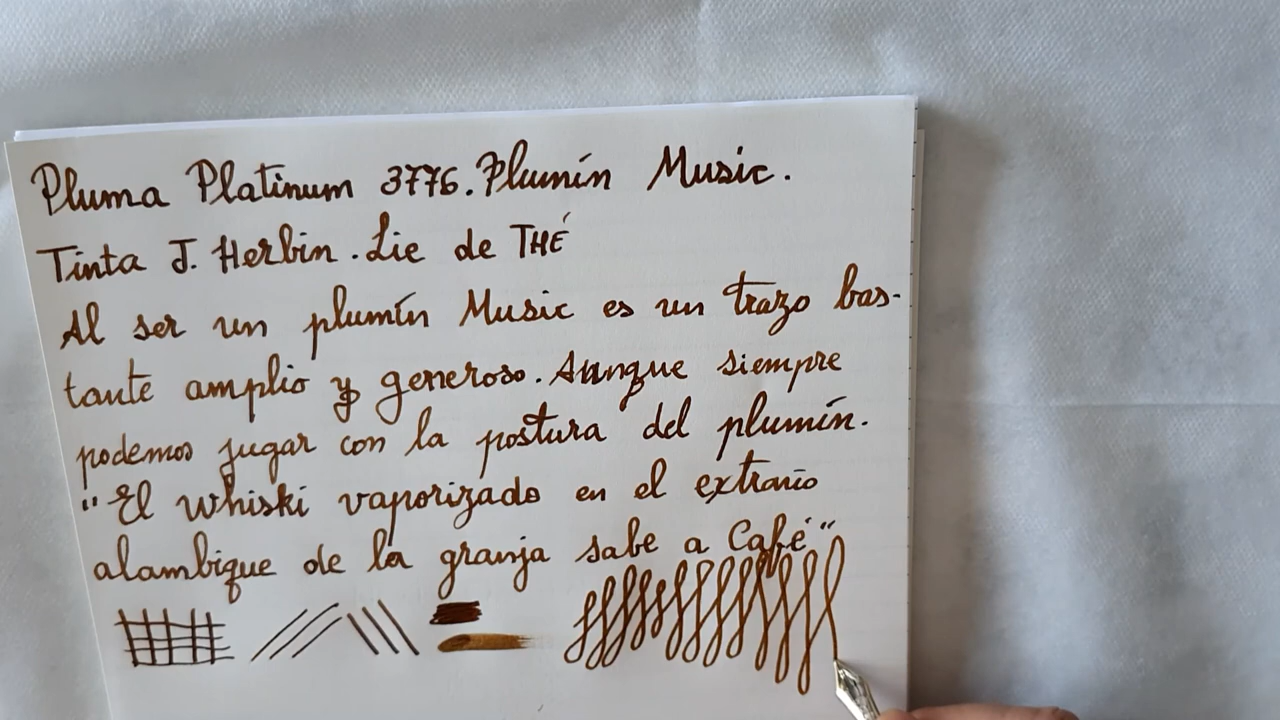 Pluma Platinum 3776. Plumín Music.
Tinta J. Herbin. Lie de THÉ
Al ser un plumín Music es un trazo bas-
tante amplio y generoso. Aunque siempre
podemos jugar con la postura del plumín.
"El whiski vaporizado en el extraño
alambique de la granja sabe a Café"